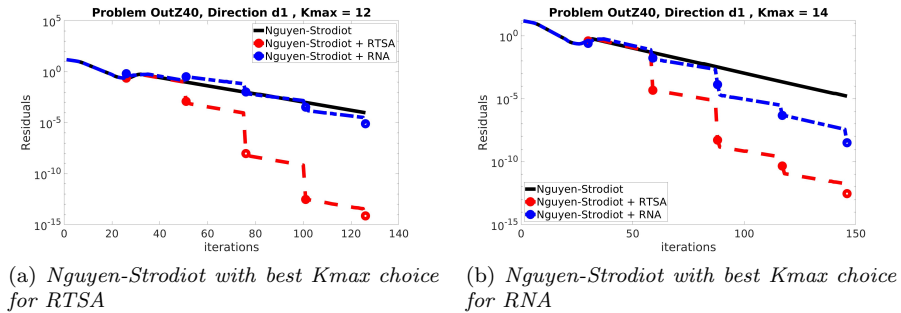 Problem OutZ40, Direction d1 , Kmax = 12
Residuals
10^5
10^0
10^-5
10^-10
10^-15
0 20 40 60 80 100 120 140
iterations
Nguyen-Strodiot
Nguyen-Strodiot + RTSA
Nguyen-Strodiot + RNA
(a) Nguyen-Strodiot with best Kmax choice
for RTSA
Problem OutZ40, Direction d1 , Kmax = 14
Residuals
10^0
10^-5
10^-10
10^-15
0 50 100 150
iterations
Nguyen-Strodiot
Nguyen-Strodiot + RTSA
Nguyen-Strodiot + RNA
(b) Nguyen-Strodiot with best Kmax choice
for RNA